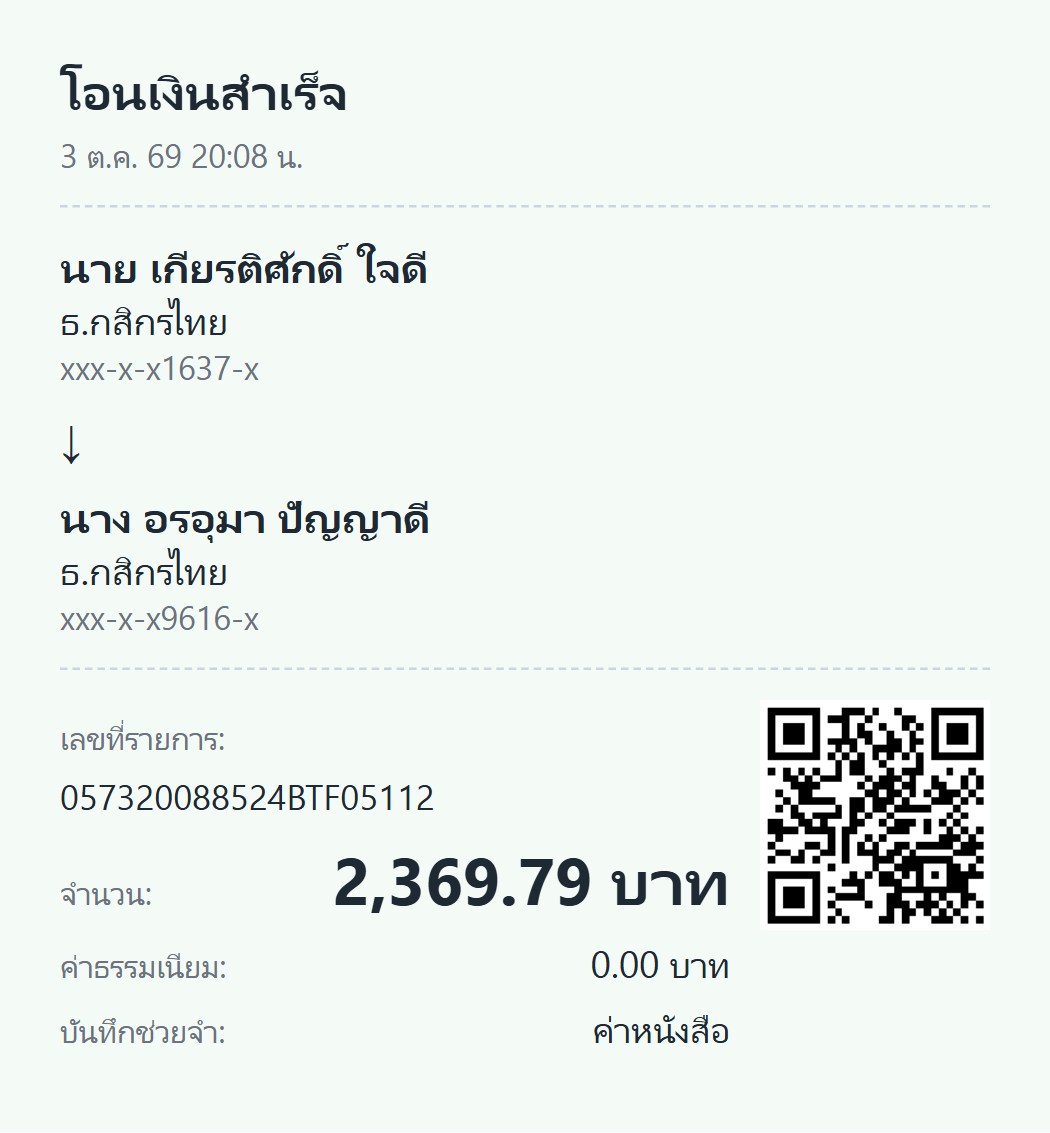 โอนเงินสำเร็จ
3 ต.ค. 69 20:08 น.
นาย เกียรติศักดิ์ ใจดี
ธ.กสิกรไทย
xxx-x-x1637-x
↓
นาง อรอุมา ปัญญาดี
ธ.กสิกรไทย
xxx-x-x9616-x
เลขที่รายการ:
057320088524BTF05112
จำนวน: 2,369.79 บาท
ค่าธรรมเนียม: 0.00 บาท
บันทึกช่วยจำ: ค่าหนังสือ